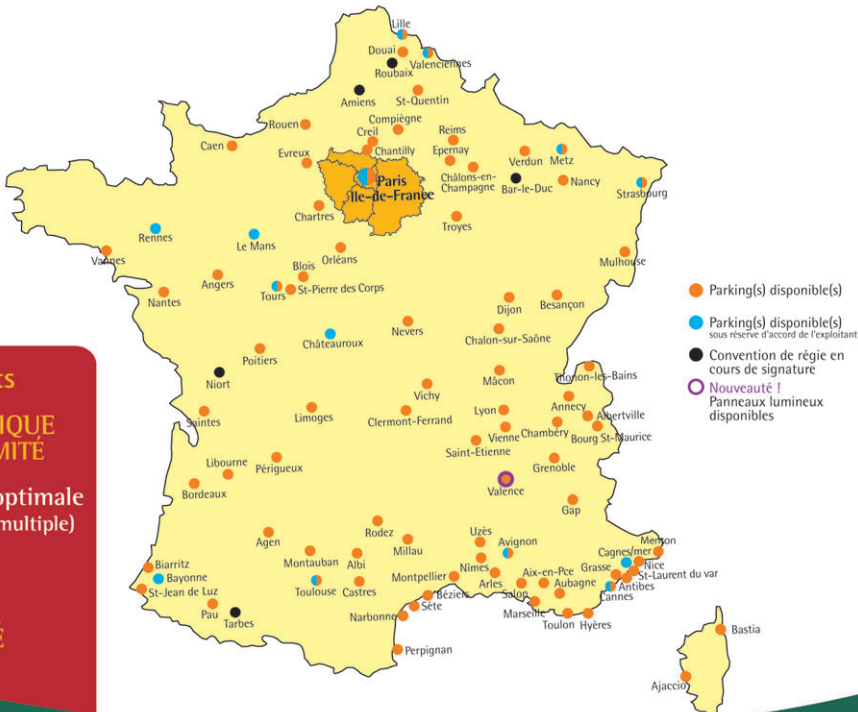 Lille
Douai
Valenciennes
Roubaix
Amiens
St-Quentin
Compiègne
Rouen
Creil
Reims
Caen
Chantilly
Epernay
Evreux
Verdun
Metz
Châlons-en-
Champagne
Bar-le-Duc
Nancy
Paris
Ile-de-France
Strasbourg
Chartres
Troyes
Rennes
Le Mans
Vannes
Orléans
Mulhouse
Blois
Angers
Tours
St-Pierre des Corps
Nantes
Dijon
Besançon
Parking(s) disponible(s)
Parking(s) disponible(s)
sous réserve d'accord de l'exploitant
Convention de régie en
cours de signature
Nouveauté !
Panneaux lumineux
disponibles
Nevers
Châteauroux
Chalon-sur-Saône
Poitiers
Niort
Mâcon
Thonon-les-Bains
Vichy
Annecy
Saintes
Limoges
Clermont-Ferrand
Lyon
Albertville
Vienne
Chambéry
Bourg St-Maurice
Saint-Etienne
Libourne
Périgueux
Grenoble
Bordeaux
Valence
Gap
Rodez
Uzès
Agen
Avignon
Menton
Montauban
Albi
Millau
Cagnes/mer
Nice
Biarritz
Nîmes
Aix-en-Pce
Grasse
St-Laurent du var
Bayonne
Montpellier
Arles
Aubagne
Antibes
St-Jean de Luz
Toulouse
Castres
Béziers
Salon
Cannes
Pau
Sète
Marseille
Tarbes
Narbonne
Toulon
Hyères
Perpignan
Bastia
Ajaccio
ts
IQUE
MITÉ
optimale
multiple)
É